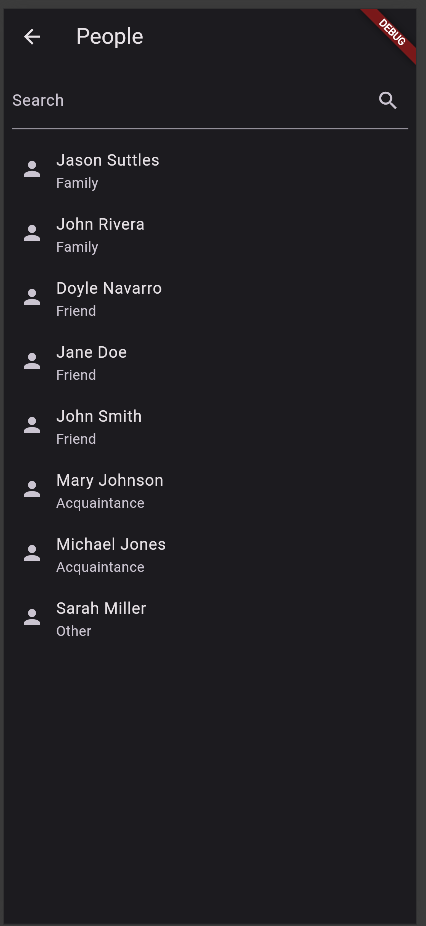 People
DEBUG
Search
Jason Suttles
Family
John Rivera
Family
Doyle Navarro
Friend
Jane Doe
Friend
John Smith
Friend
Mary Johnson
Acquaintance
Michael Jones
Acquaintance
Sarah Miller
Other